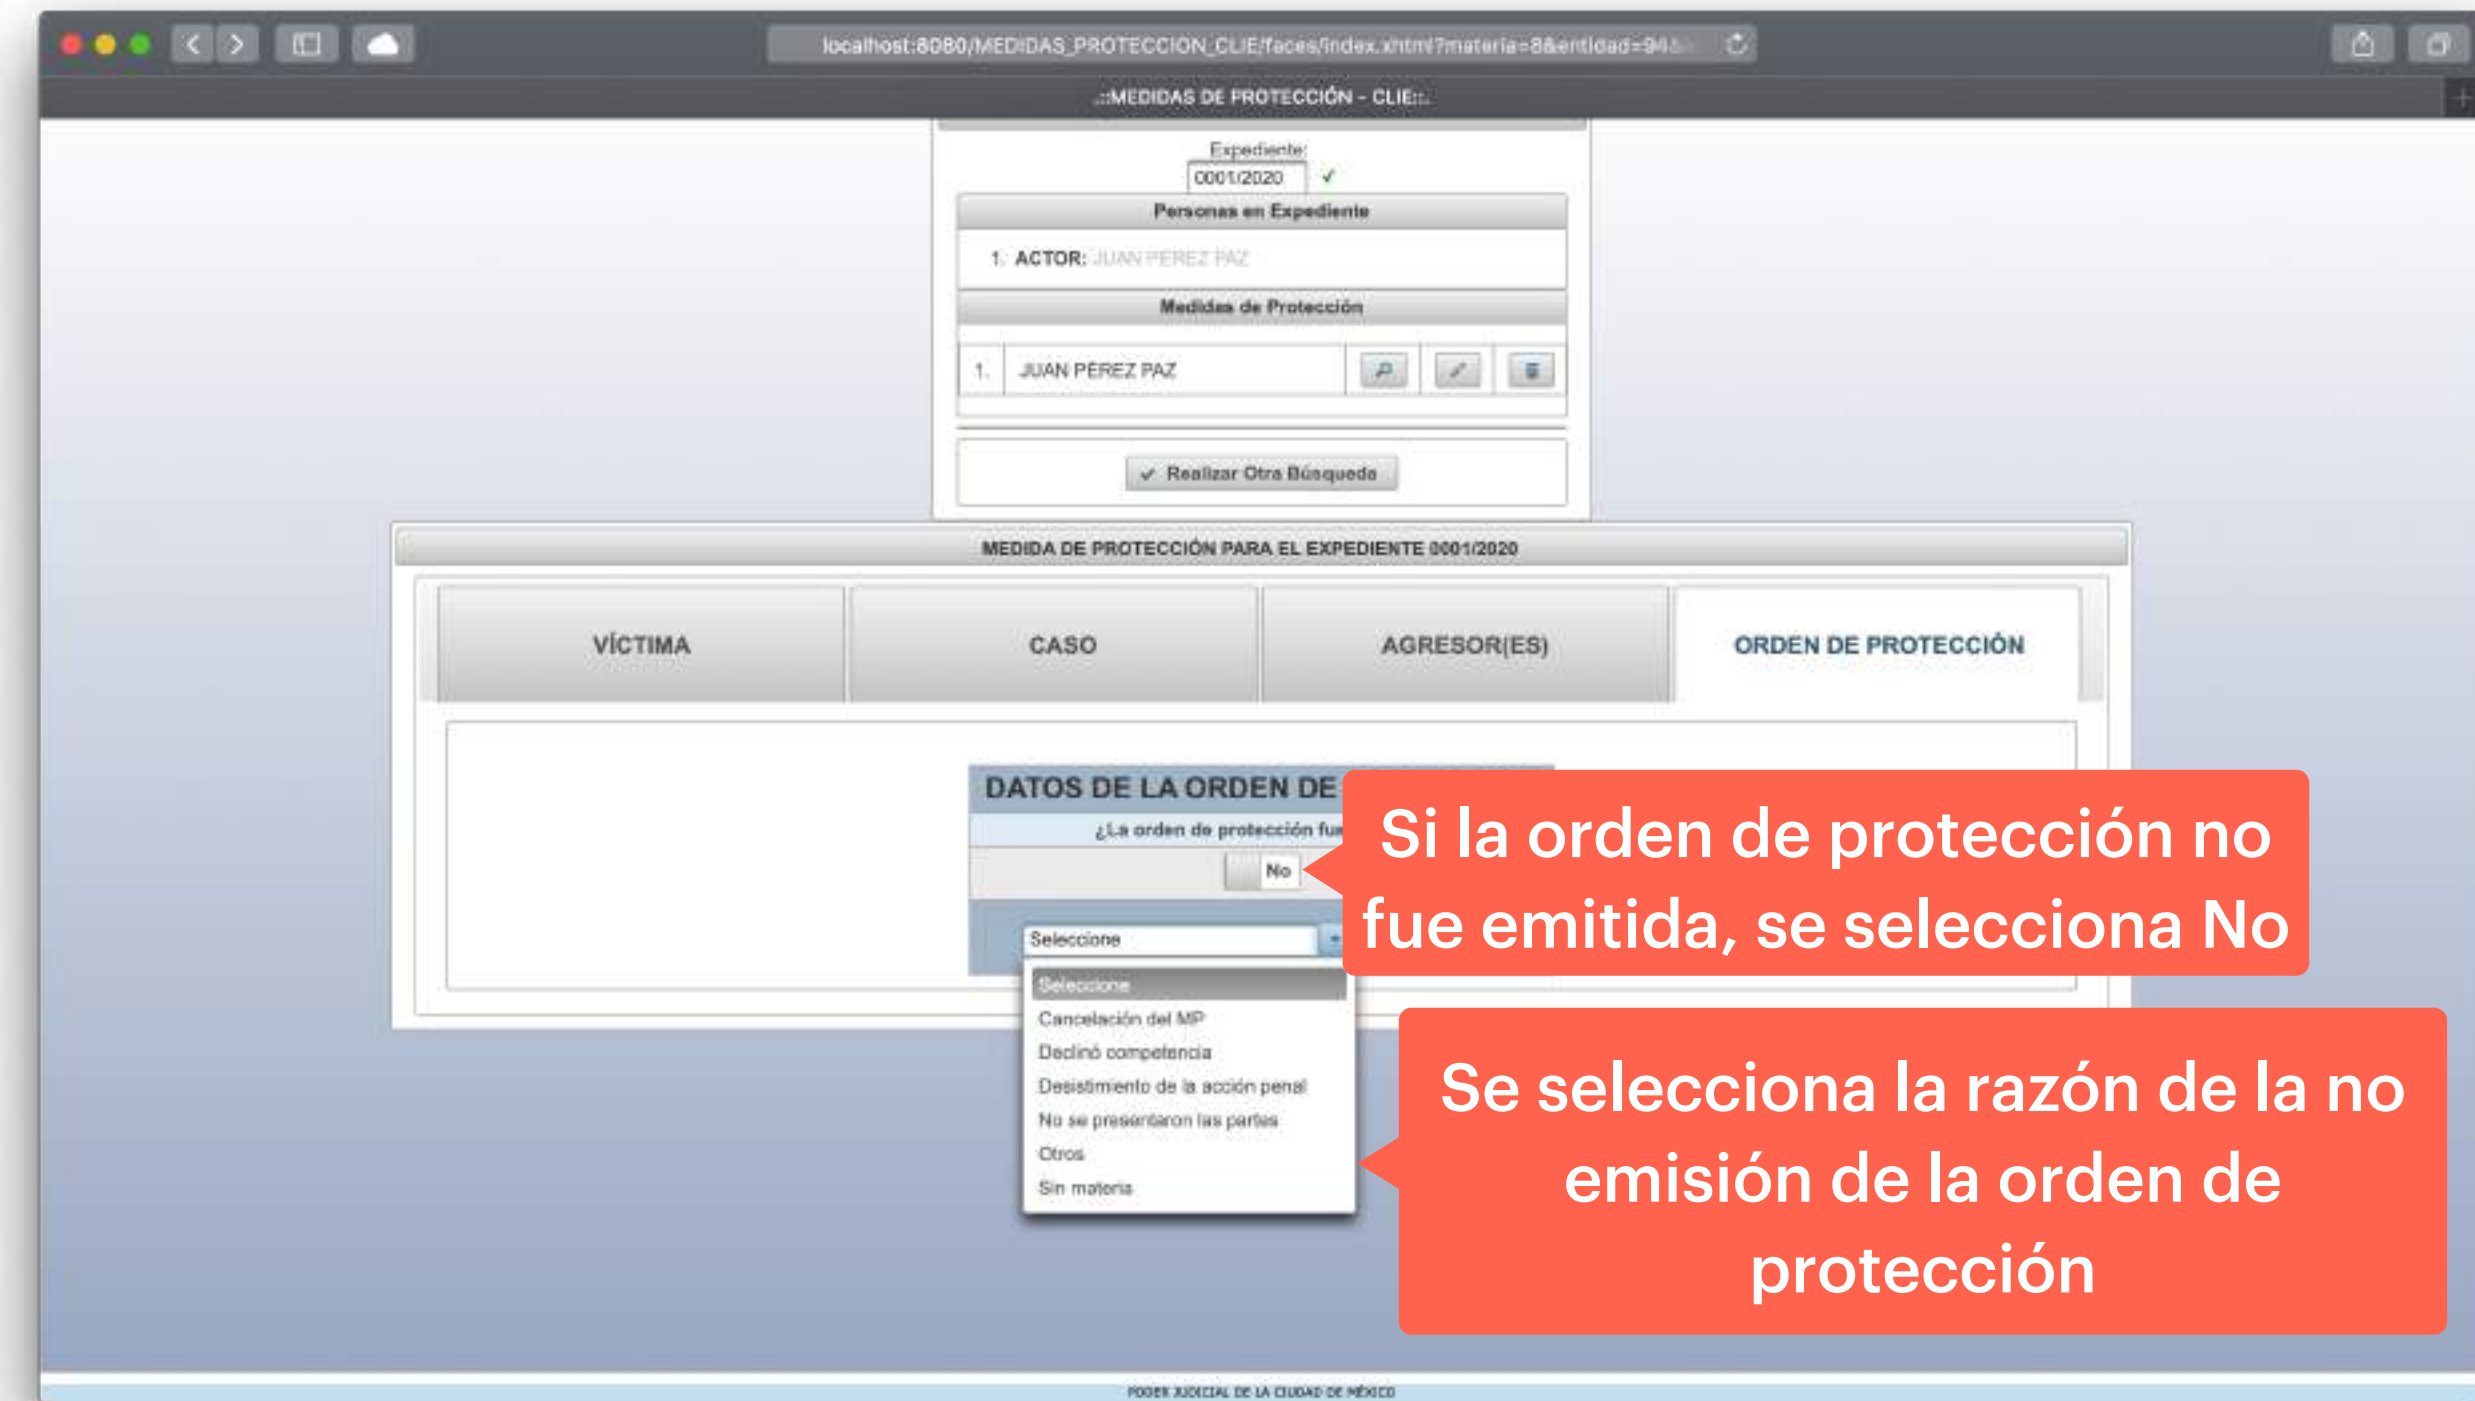 localhost:8080/MEDIDAS_PROTECCION_CLIE/faces/index.xhtml?materia=8&entidad=94&
.::MEDIDAS DE PROTECCIÓN - CLIE::.
Expediente:
0001/2020
Personas en Expediente
1. ACTOR: JUAN PEREZ PAZ
Medidas de Protección
1. JUAN PÉREZ PAZ
Realizar Otra Búsqueda
MEDIDA DE PROTECCIÓN PARA EL EXPEDIENTE 0001/2020
VÍCTIMA CASO AGRESOR(ES) ORDEN DE PROTECCIÓN
DATOS DE LA ORDEN DE
¿La orden de protección fue
No
Si la orden de protección no
fue emitida, se selecciona No
Seleccione
Seleccione
Cancelación del MP
Declinó competencia
Desistimiento de la acción penal
No se presentaron las partes
Otros
Sin materia
Se selecciona la razón de la no
emisión de la orden de
protección
PODER JUDICIAL DE LA CIUDAD DE MÉXICO